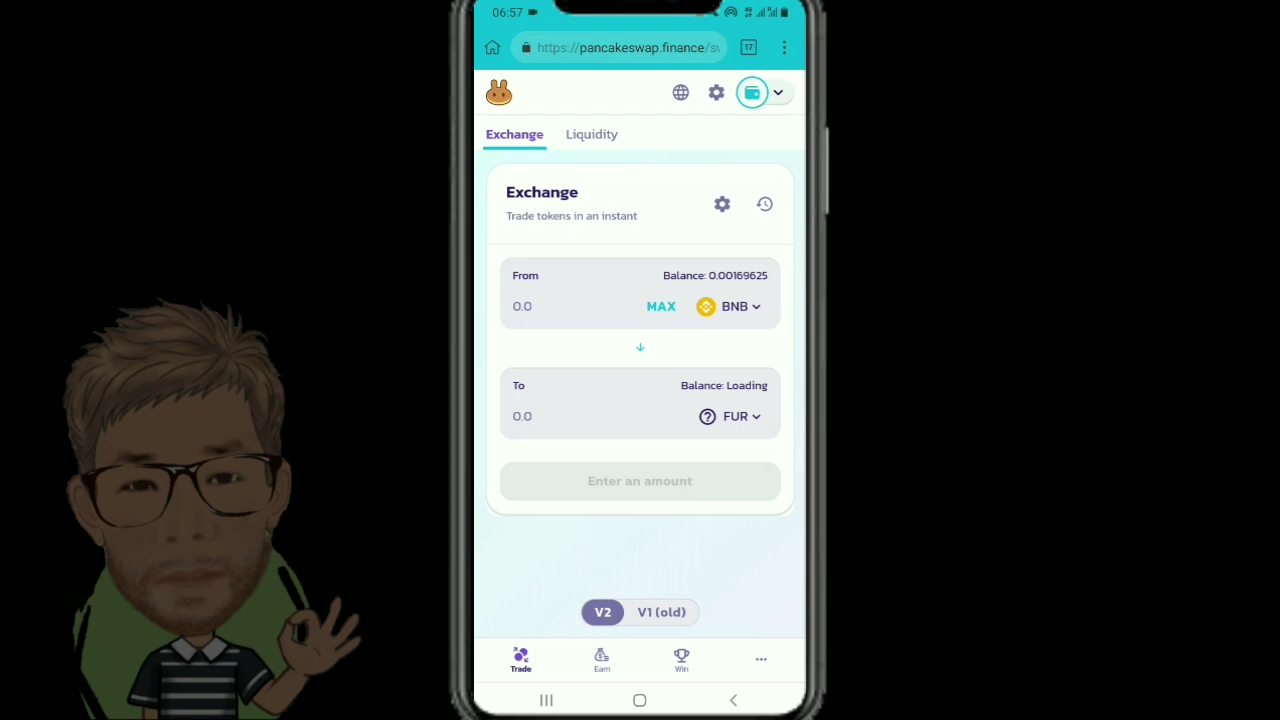 06:57
https://pancakeswap.finance/sw
17
Exchange Liquidity
Exchange
Trade tokens in an instant
From Balance: 0.00169625
0.0 MAX BNB
To Balance: Loading
0.0 FUR
Enter an amount
V2 V1 (old)
Trade Earn Win